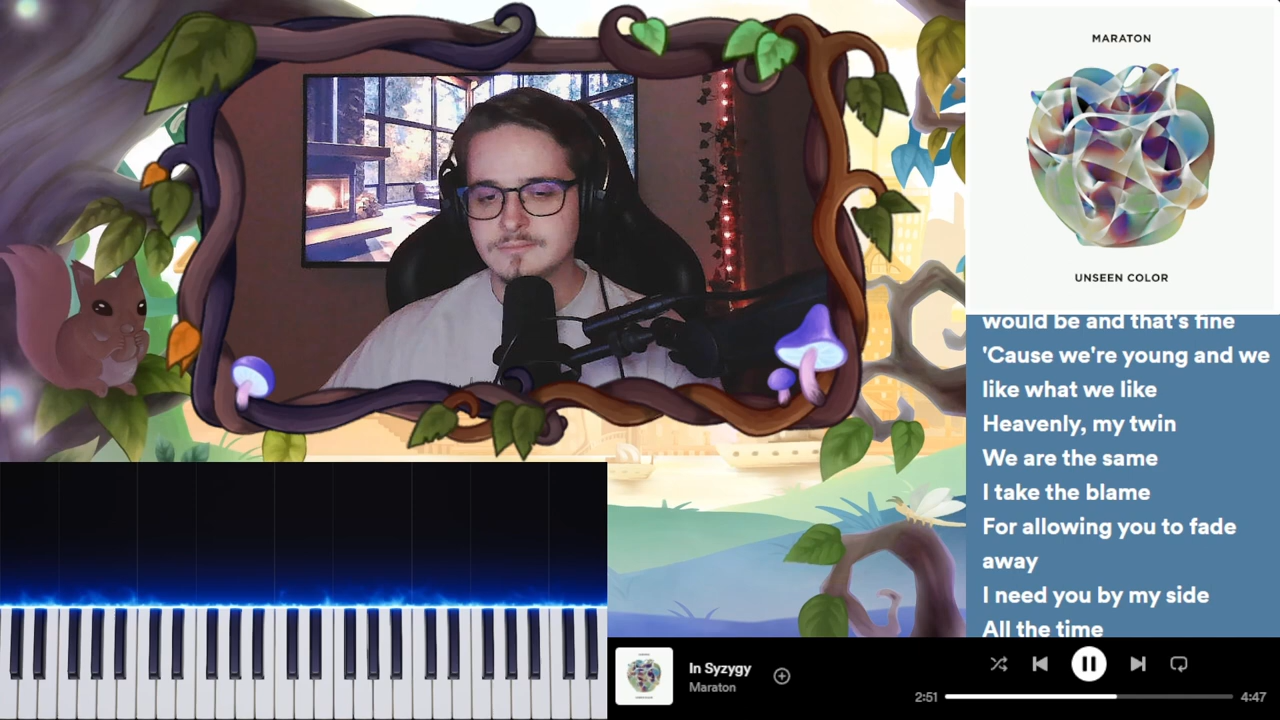 MARATON
UNSEEN COLOR
would be and that's fine
'Cause we're young and we
like what we like
Heavenly, my twin
We are the same
I take the blame
For allowing you to fade
away
I need you by my side
All the time
In Syzygy
Maraton
2:51
4:47